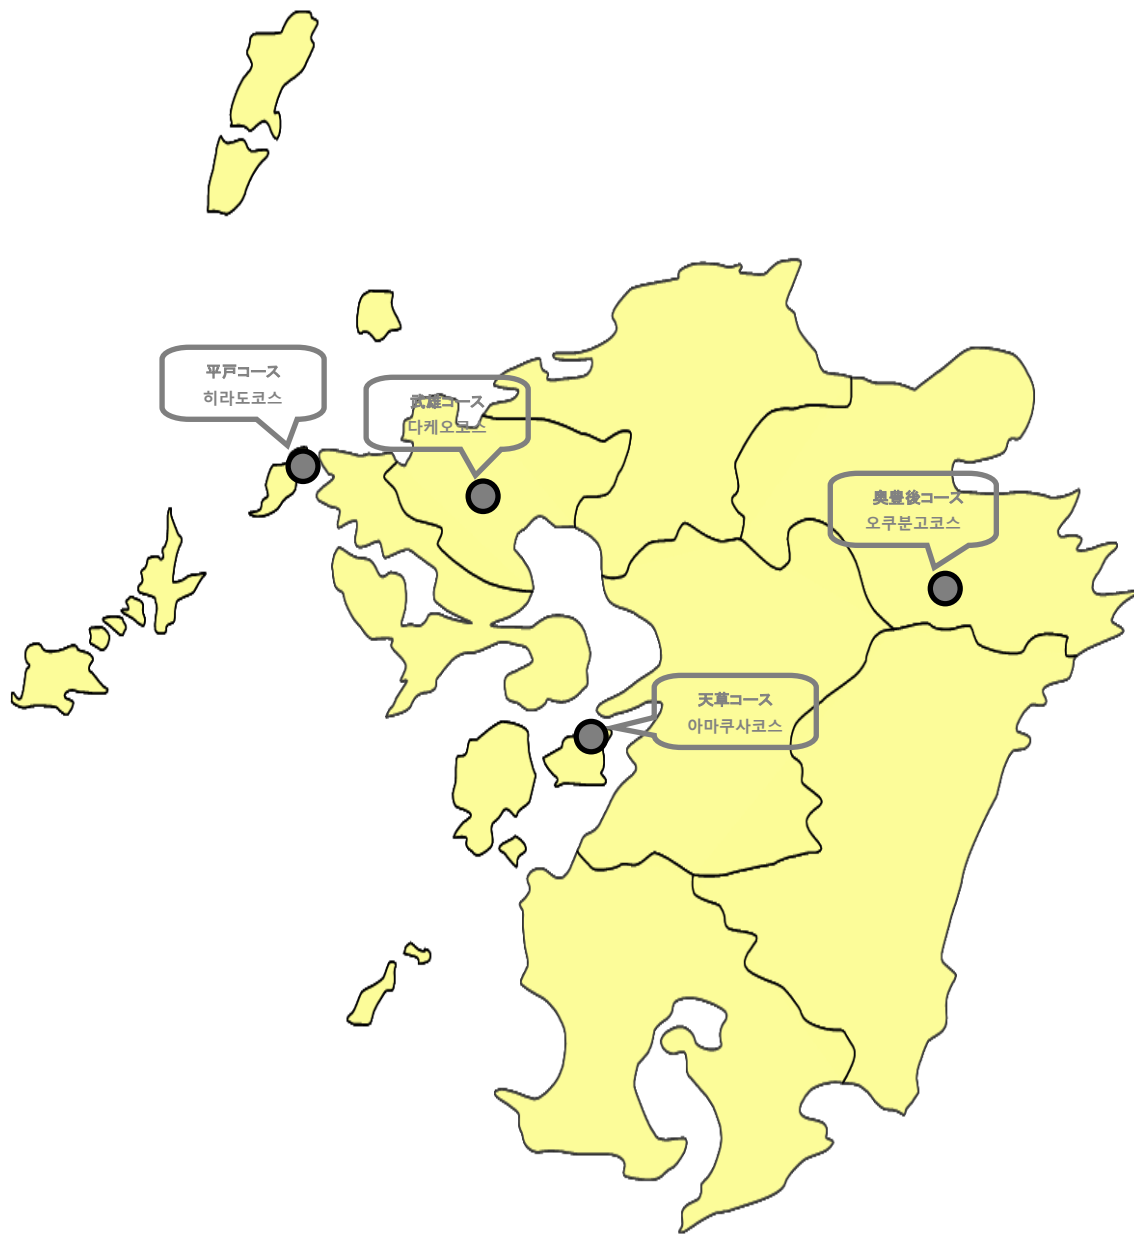 平戸コース
히라도코스
武雄コース
다케오코스
奥豊後コース
오쿠분고코스
天草コース
아마쿠사코스